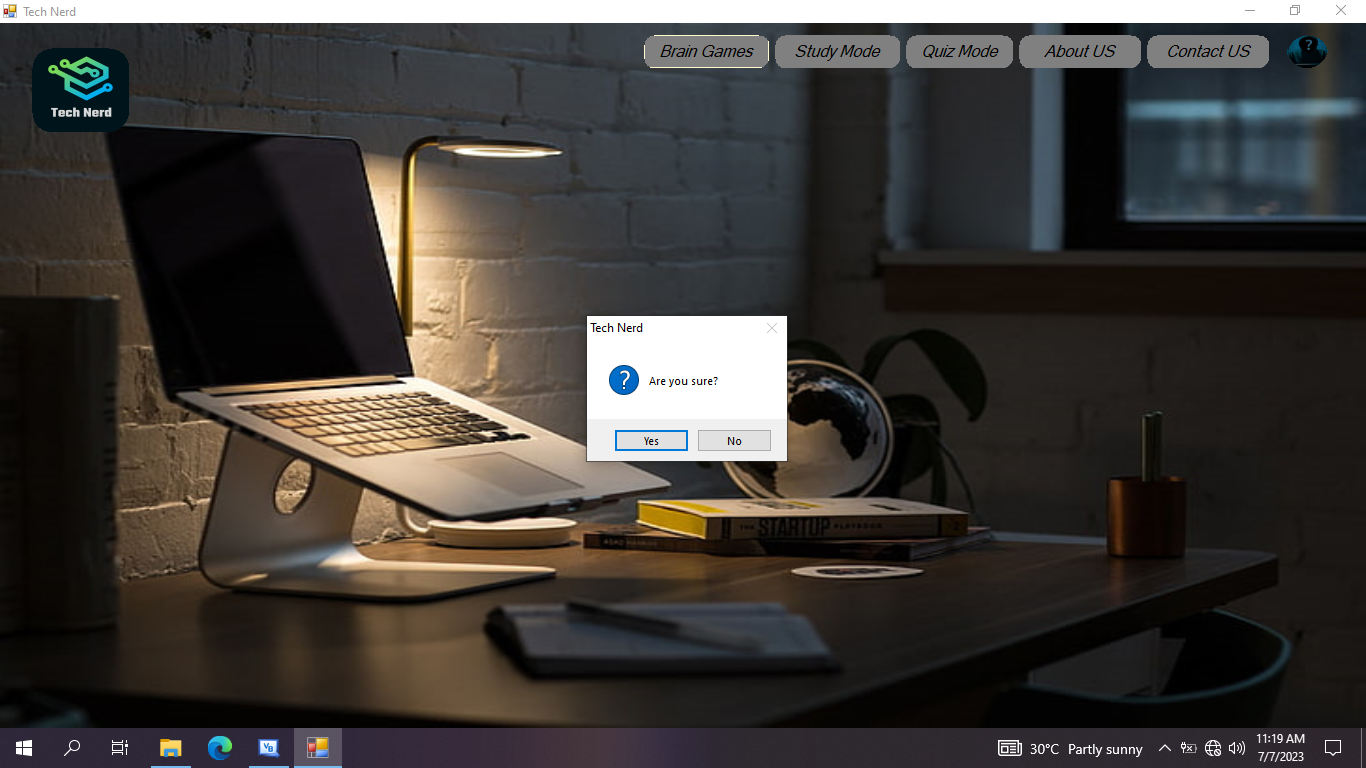 Tech Nerd
Brain Games
Study Mode
Quiz Mode
About US
Contact US
?
Tech Nerd
Tech Nerd
?
Are you sure?
Yes
No
THE STARTUP PLAYBOOK
VB
30°C Partly sunny
11:19 AM
7/7/2023